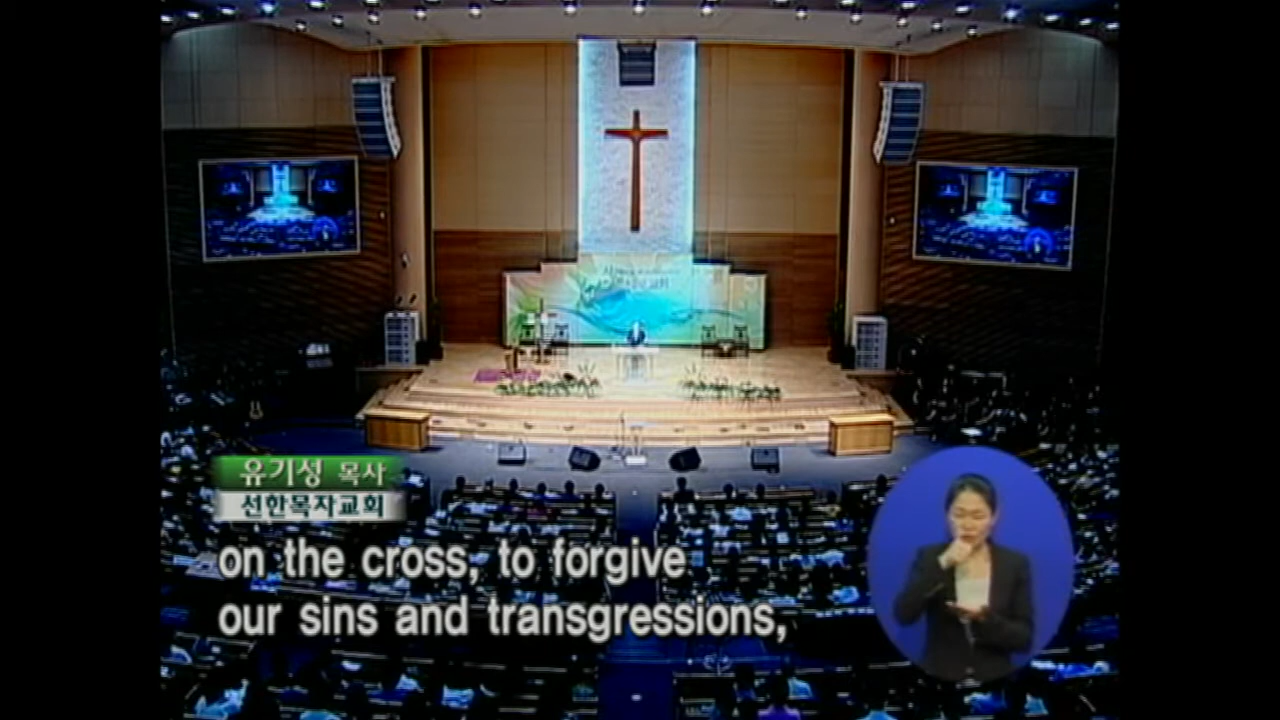 유기성 목사
선한목자교회
on the cross, to forgive
our sins and transgressions,